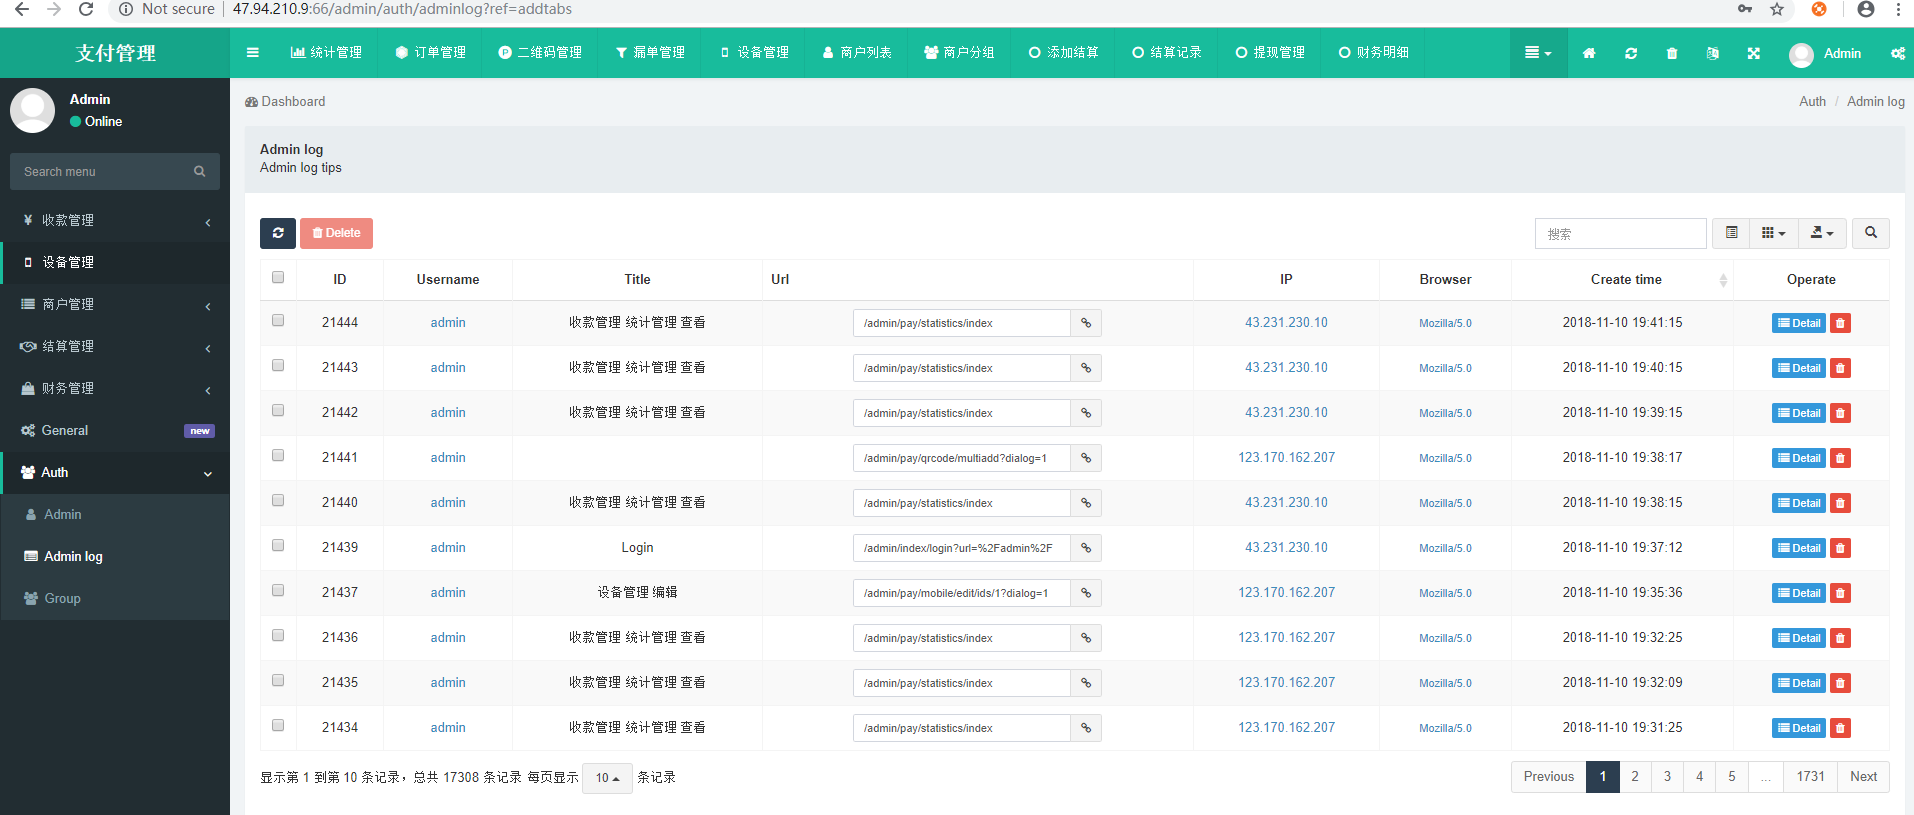 Not secure | 47.94.210.9:66/admin/auth/adminlog?ref=addtabs
支付管理 统计管理 订单管理 二维码管理 漏单管理 设备管理 商户列表 商户分组 添加结算 结算记录 提现管理 财务明细 Admin
Admin
Online
Search menu
收款管理
设备管理
商户管理
结算管理
财务管理
General new
Auth
Admin
Admin log
Group
Dashboard Auth / Admin log
Admin log
Admin log tips
Delete 搜索
ID Username Title Url IP Browser Create time Operate
21444 admin 收款管理 统计管理 查看 /admin/pay/statistics/index 43.231.230.10 Mozilla/5.0 2018-11-10 19:41:15 Detail
21443 admin 收款管理 统计管理 查看 /admin/pay/statistics/index 43.231.230.10 Mozilla/5.0 2018-11-10 19:40:15 Detail
21442 admin 收款管理 统计管理 查看 /admin/pay/statistics/index 43.231.230.10 Mozilla/5.0 2018-11-10 19:39:15 Detail
21441 admin /admin/pay/qrcode/multiadd?dialog=1 123.170.162.207 Mozilla/5.0 2018-11-10 19:38:17 Detail
21440 admin 收款管理 统计管理 查看 /admin/pay/statistics/index 43.231.230.10 Mozilla/5.0 2018-11-10 19:38:15 Detail
21439 admin Login /admin/index/login?url=%2Fadmin%2F 43.231.230.10 Mozilla/5.0 2018-11-10 19:37:12 Detail
21437 admin 设备管理 编辑 /admin/pay/mobile/edit/ids/1?dialog=1 123.170.162.207 Mozilla/5.0 2018-11-10 19:35:36 Detail
21436 admin 收款管理 统计管理 查看 /admin/pay/statistics/index 123.170.162.207 Mozilla/5.0 2018-11-10 19:32:25 Detail
21435 admin 收款管理 统计管理 查看 /admin/pay/statistics/index 123.170.162.207 Mozilla/5.0 2018-11-10 19:32:09 Detail
21434 admin 收款管理 统计管理 查看 /admin/pay/statistics/index 123.170.162.207 Mozilla/5.0 2018-11-10 19:31:25 Detail
显示第 1 到第 10 条记录，总共 17308 条记录 每页显示 10 条记录 Previous 1 2 3 4 5 ... 1731 Next